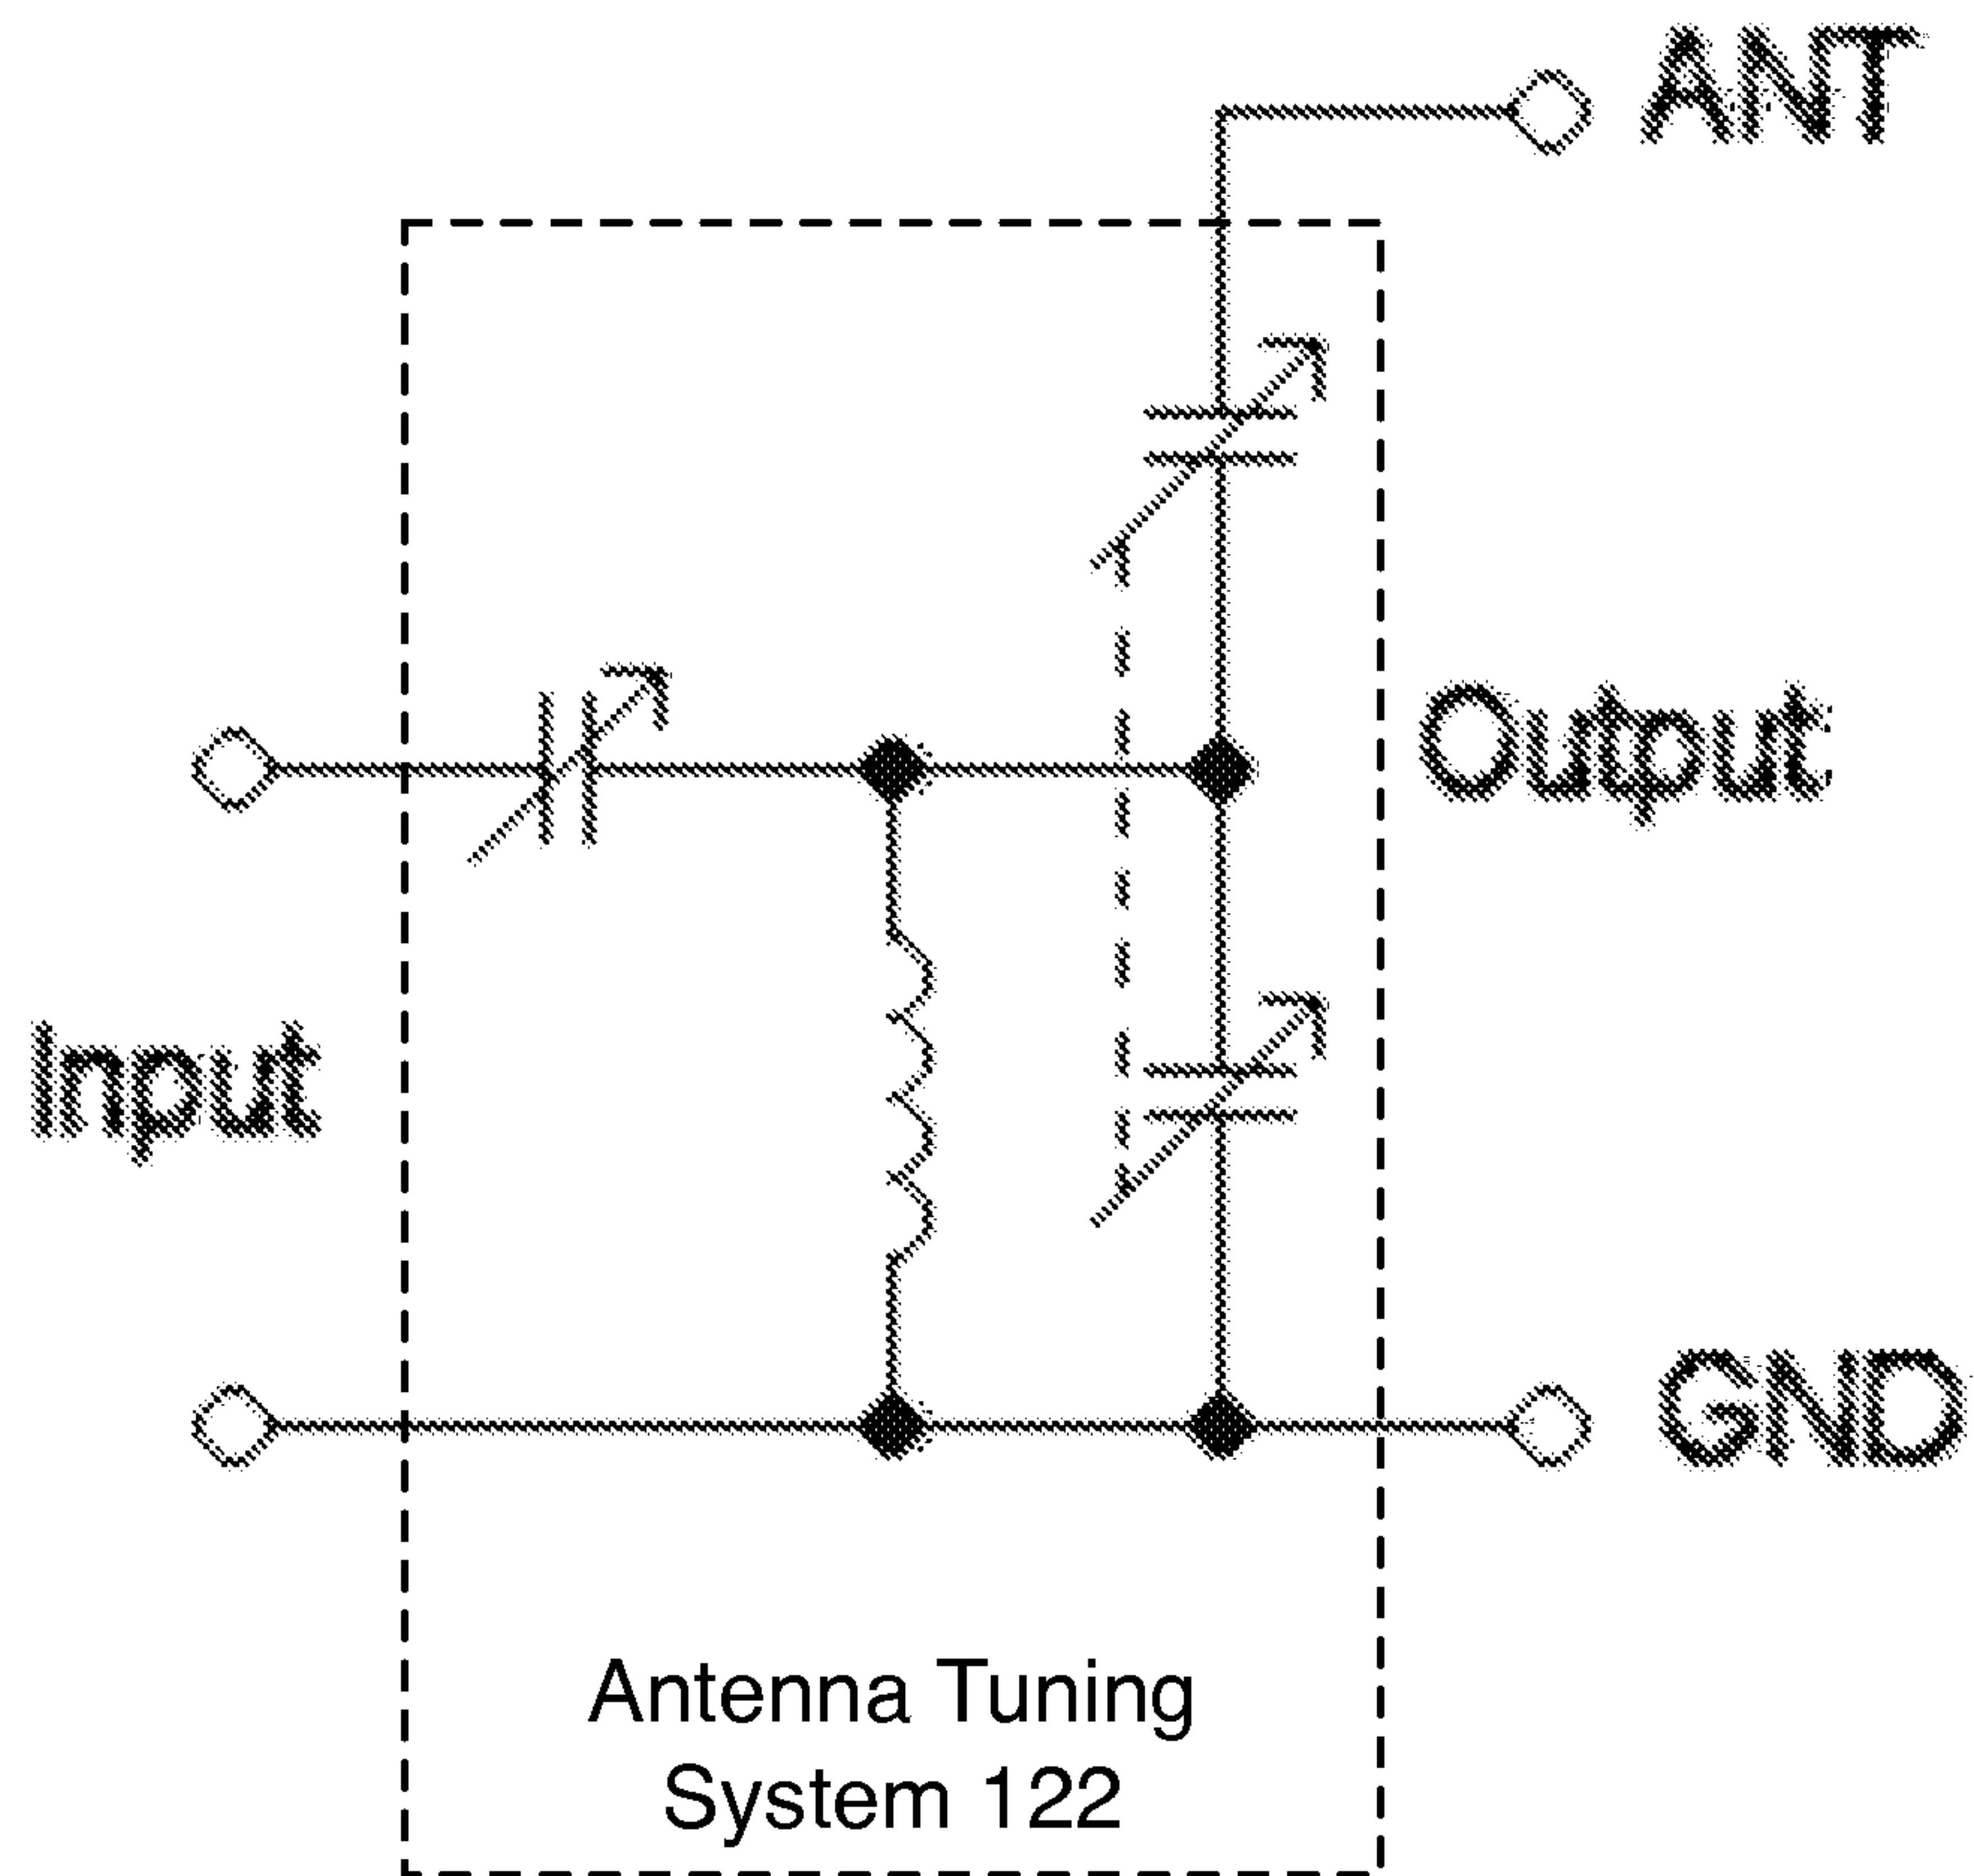 ANT
Output
Input
GND
Antenna Tuning
System 122